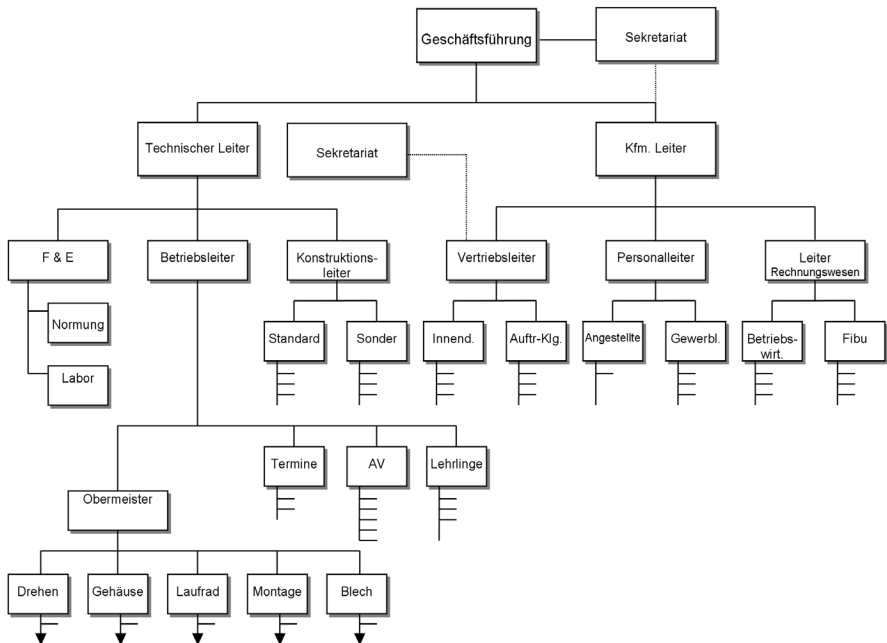 Geschäftsführung
Sekretariat
Technischer Leiter
Sekretariat
Kfm. Leiter
F & E
Betriebsleiter
Konstruktions-
leiter
Vertriebsleiter
Personalleiter
Leiter
Rechnungswesen
Normung
Labor
Standard
Sonder
Innend.
Auftr-Klg.
Angestellte
Gewerbl.
Betriebs-
wirt.
Fibu
Termine
AV
Lehrlinge
Obermeister
Drehen
Gehäuse
Laufrad
Montage
Blech